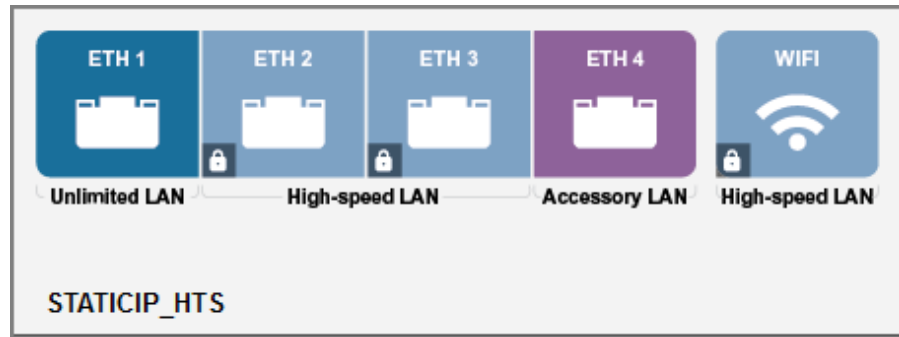 ETH 1 ETH 2 ETH 3 ETH 4 WIFI
Unlimited LAN High-speed LAN Accessory LAN High-speed LAN
STATICIP_HTS